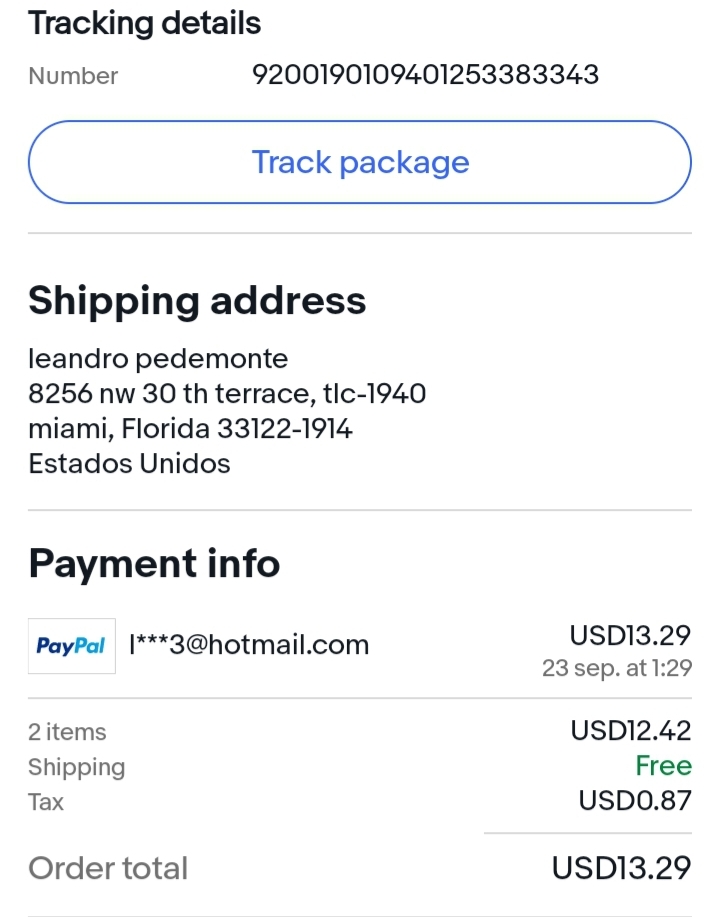 Tracking details
Number 9200190109401253383343
Track package
Shipping address
leandro pedemonte
8256 nw 30 th terrace, tlc-1940
miami, Florida 33122-1914
Estados Unidos
Payment info
PayPal l***3@hotmail.com USD13.29
23 sep. at 1:29
2 items USD12.42
Shipping Free
Tax USD0.87
Order total USD13.29